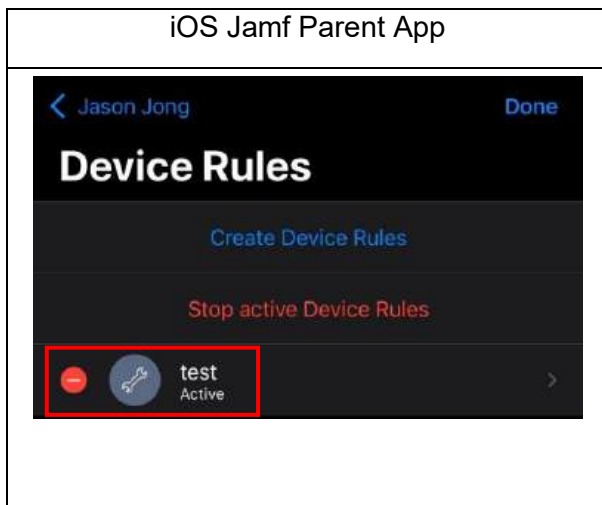 iOS Jamf Parent App
Jason Jong
Done
Device Rules
Create Device Rules
Stop active Device Rules
test
Active